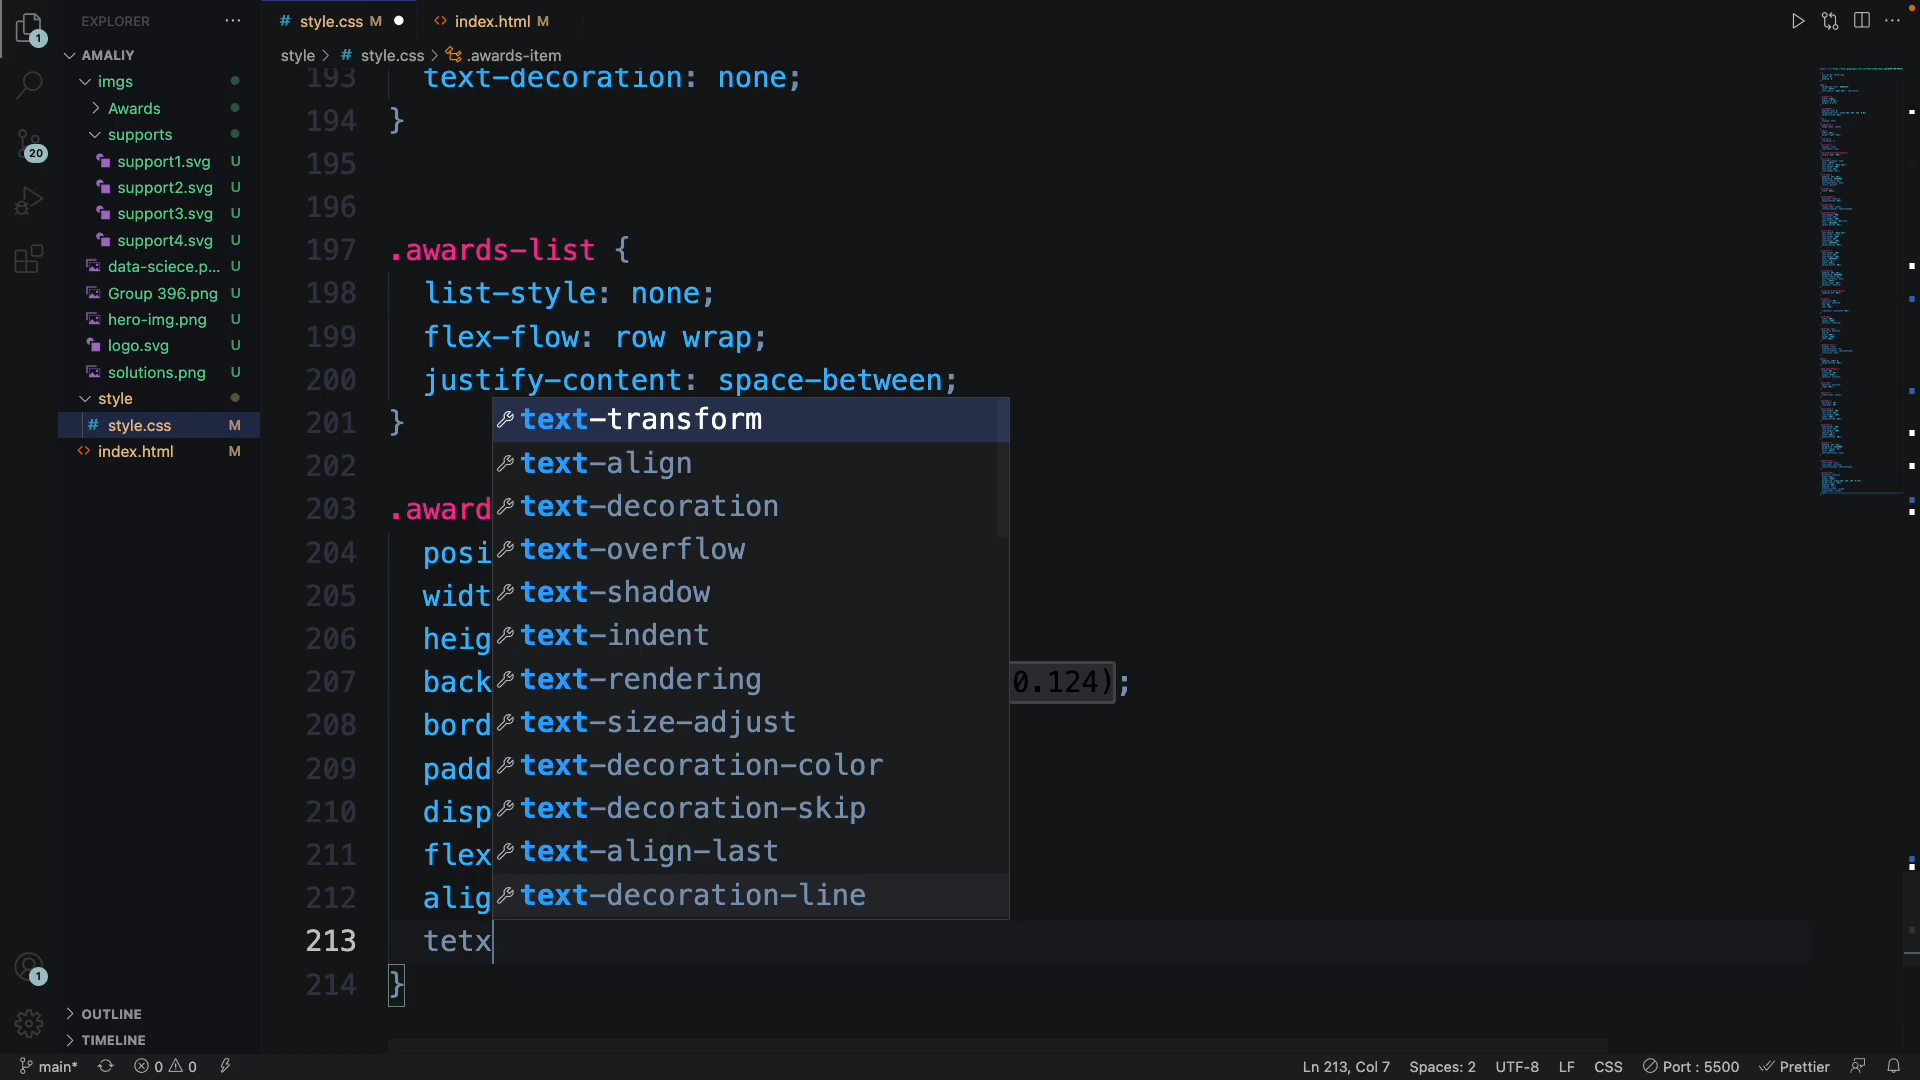 EXPLORER
style.css M
index.html M
1
AMALIY
style > style.css > .awards-item
imgs
193 text-decoration: none;
Awards
194 }
supports
20
195
support1.svg U
support2.svg U
196
support3.svg U
support4.svg U
197 .awards-list {
data-sciece.p... U
198 list-style: none;
Group 396.png U
hero-img.png U
199 flex-flow: row wrap;
logo.svg U
solutions.png U
200 justify-content: space-between;
style
201 }
style.css M
index.html M
202
203 .award
204 posi
205 widt
206 heig
207 back 0.124);
208 bord
209 padd
210 disp
211 flex
212 alig
213 tetx
214 }
text-transform
text-align
text-decoration
text-overflow
text-shadow
text-indent
text-rendering
text-size-adjust
text-decoration-color
text-decoration-skip
text-align-last
text-decoration-line
1
OUTLINE
TIMELINE
main* 0 0 Ln 213, Col 7 Spaces: 2 UTF-8 LF CSS Port : 5500 Prettier